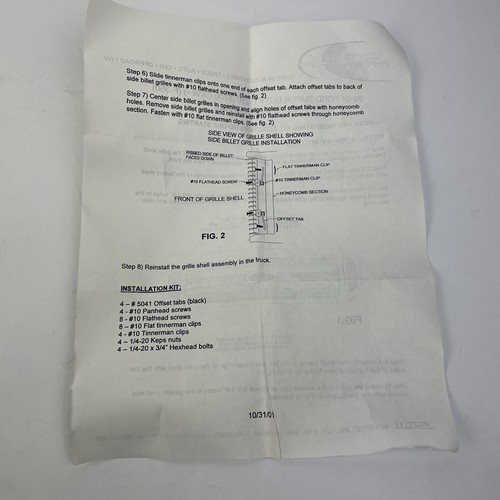 Step 6) Slide tinnerman clips onto one end of each offset tab. Attach offset tabs to back of
side billet grilles with #10 flathead screws. (See fig. 2)
Step 7) Center side billet grilles in opening and align holes of offset tabs with honeycomb
holes. Remove side billet grilles and reinstall with #10 flathead screws through honeycomb
section. Fasten with #10 flat tinnerman clips. (See fig. 2)
SIDE VIEW OF GRILLE SHELL SHOWING
SIDE BILLET GRILLE INSTALLATION
RIBBED SIDE OF BILLET
FACES DOWN
FLAT TINNERMAN CLIP
#10 FLATHEAD SCREW
#10 TINNERMAN CLIP
HONEYCOMB SECTION
FRONT OF GRILLE SHELL
OFFSET TAB
FIG. 2
Step 8) Reinstall the grille shell assembly in the truck.
INSTALLATION KIT:
4 – # 5041 Offset tabs (black)
4 - #10 Panhead screws
8 - #10 Flathead screws
8 – #10 Flat tinnerman clips
4 - #10 Tinnerman clips
4 – 1/4-20 Keps nuts
4 – 1/4-20 x 3/4" Hexhead bolts
10/31/01